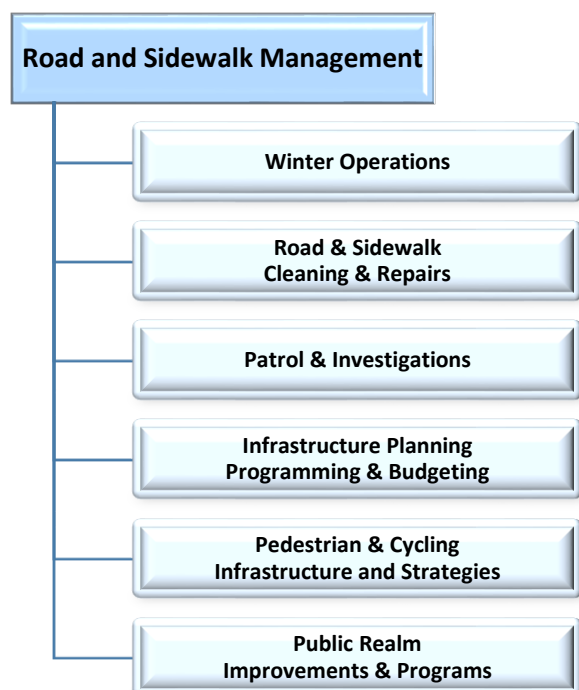 Road and Sidewalk Management
Winter Operations
Road & Sidewalk
Cleaning & Repairs
Patrol & Investigations
Infrastructure Planning
Programming & Budgeting
Pedestrian & Cycling
Infrastructure and Strategies
Public Realm
Improvements & Programs